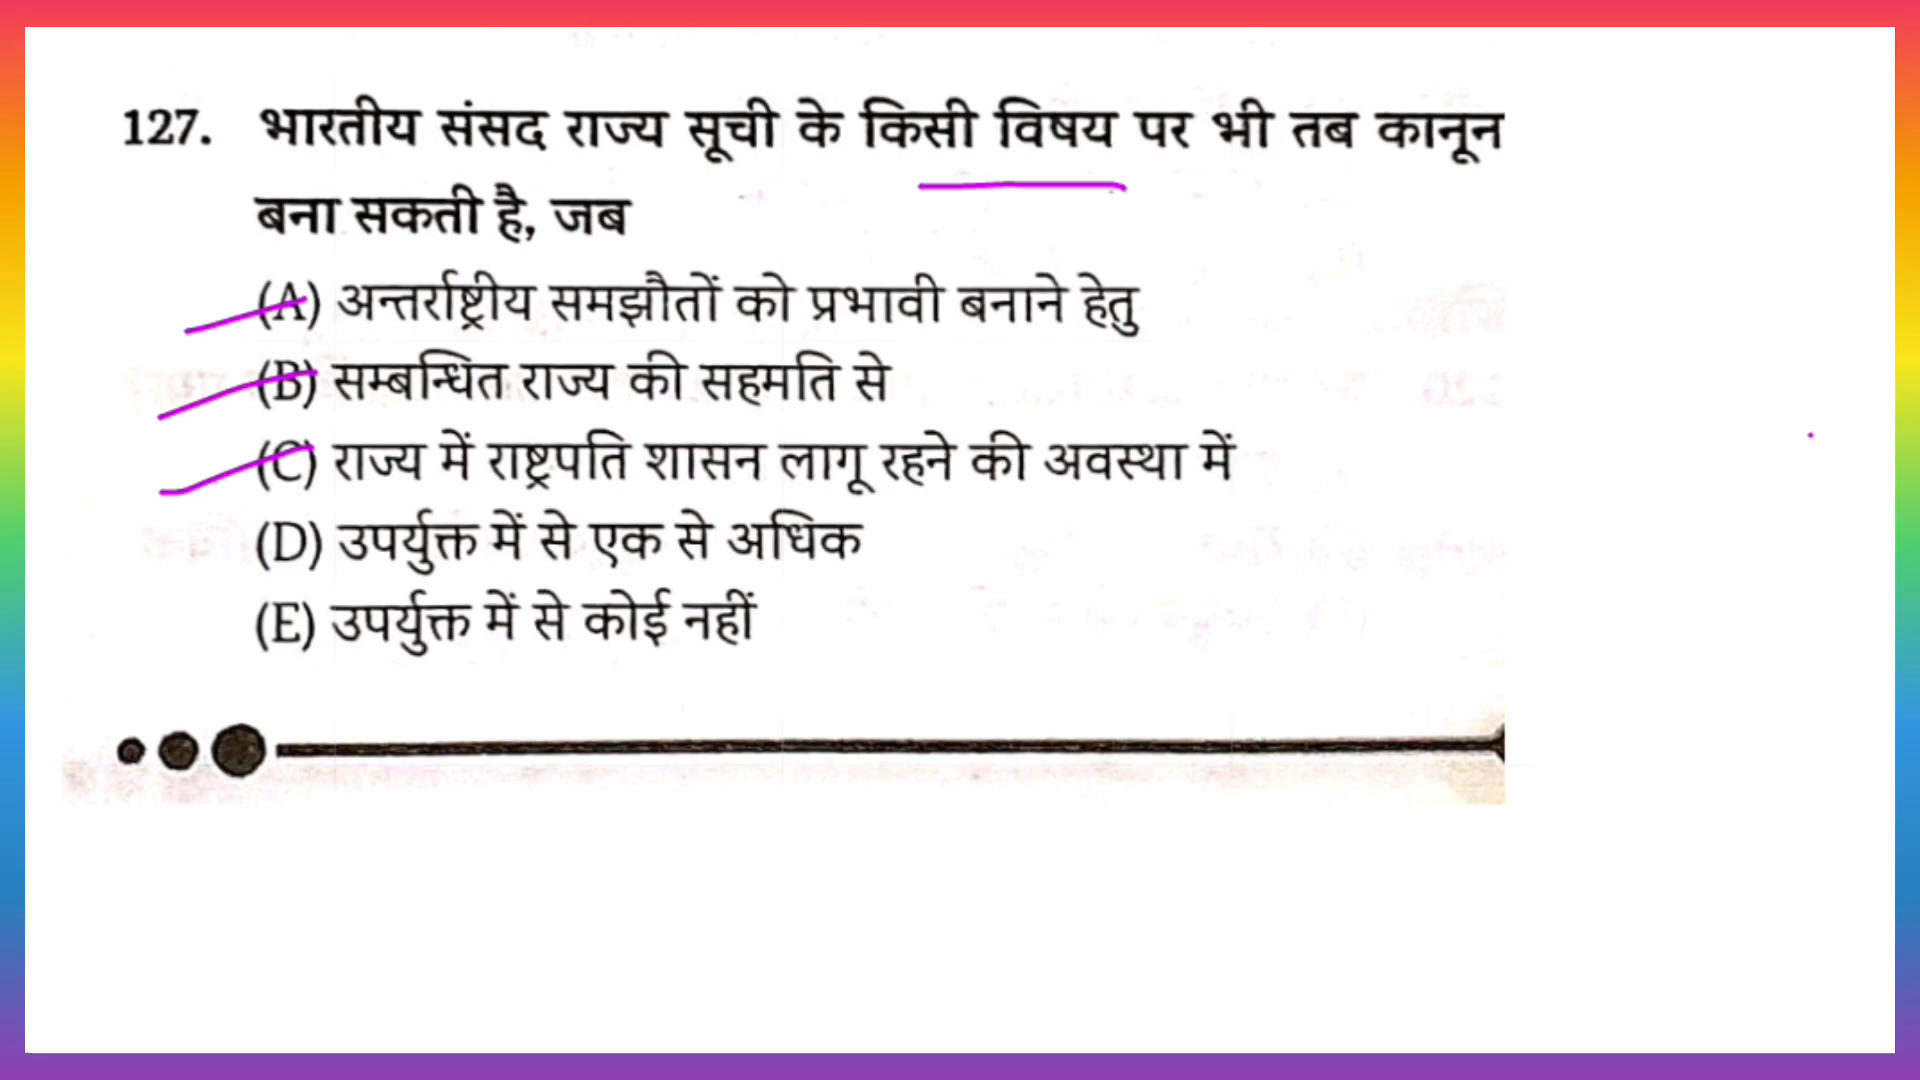 127. भारतीय संसद राज्य सूची के किसी विषय पर भी तब कानून
बना सकती है, जब
(A) अन्तर्राष्ट्रीय समझौतों को प्रभावी बनाने हेतु
(B) सम्बन्धित राज्य की सहमति से
(C) राज्य में राष्ट्रपति शासन लागू रहने की अवस्था में
(D) उपर्युक्त में से एक से अधिक
(E) उपर्युक्त में से कोई नहीं